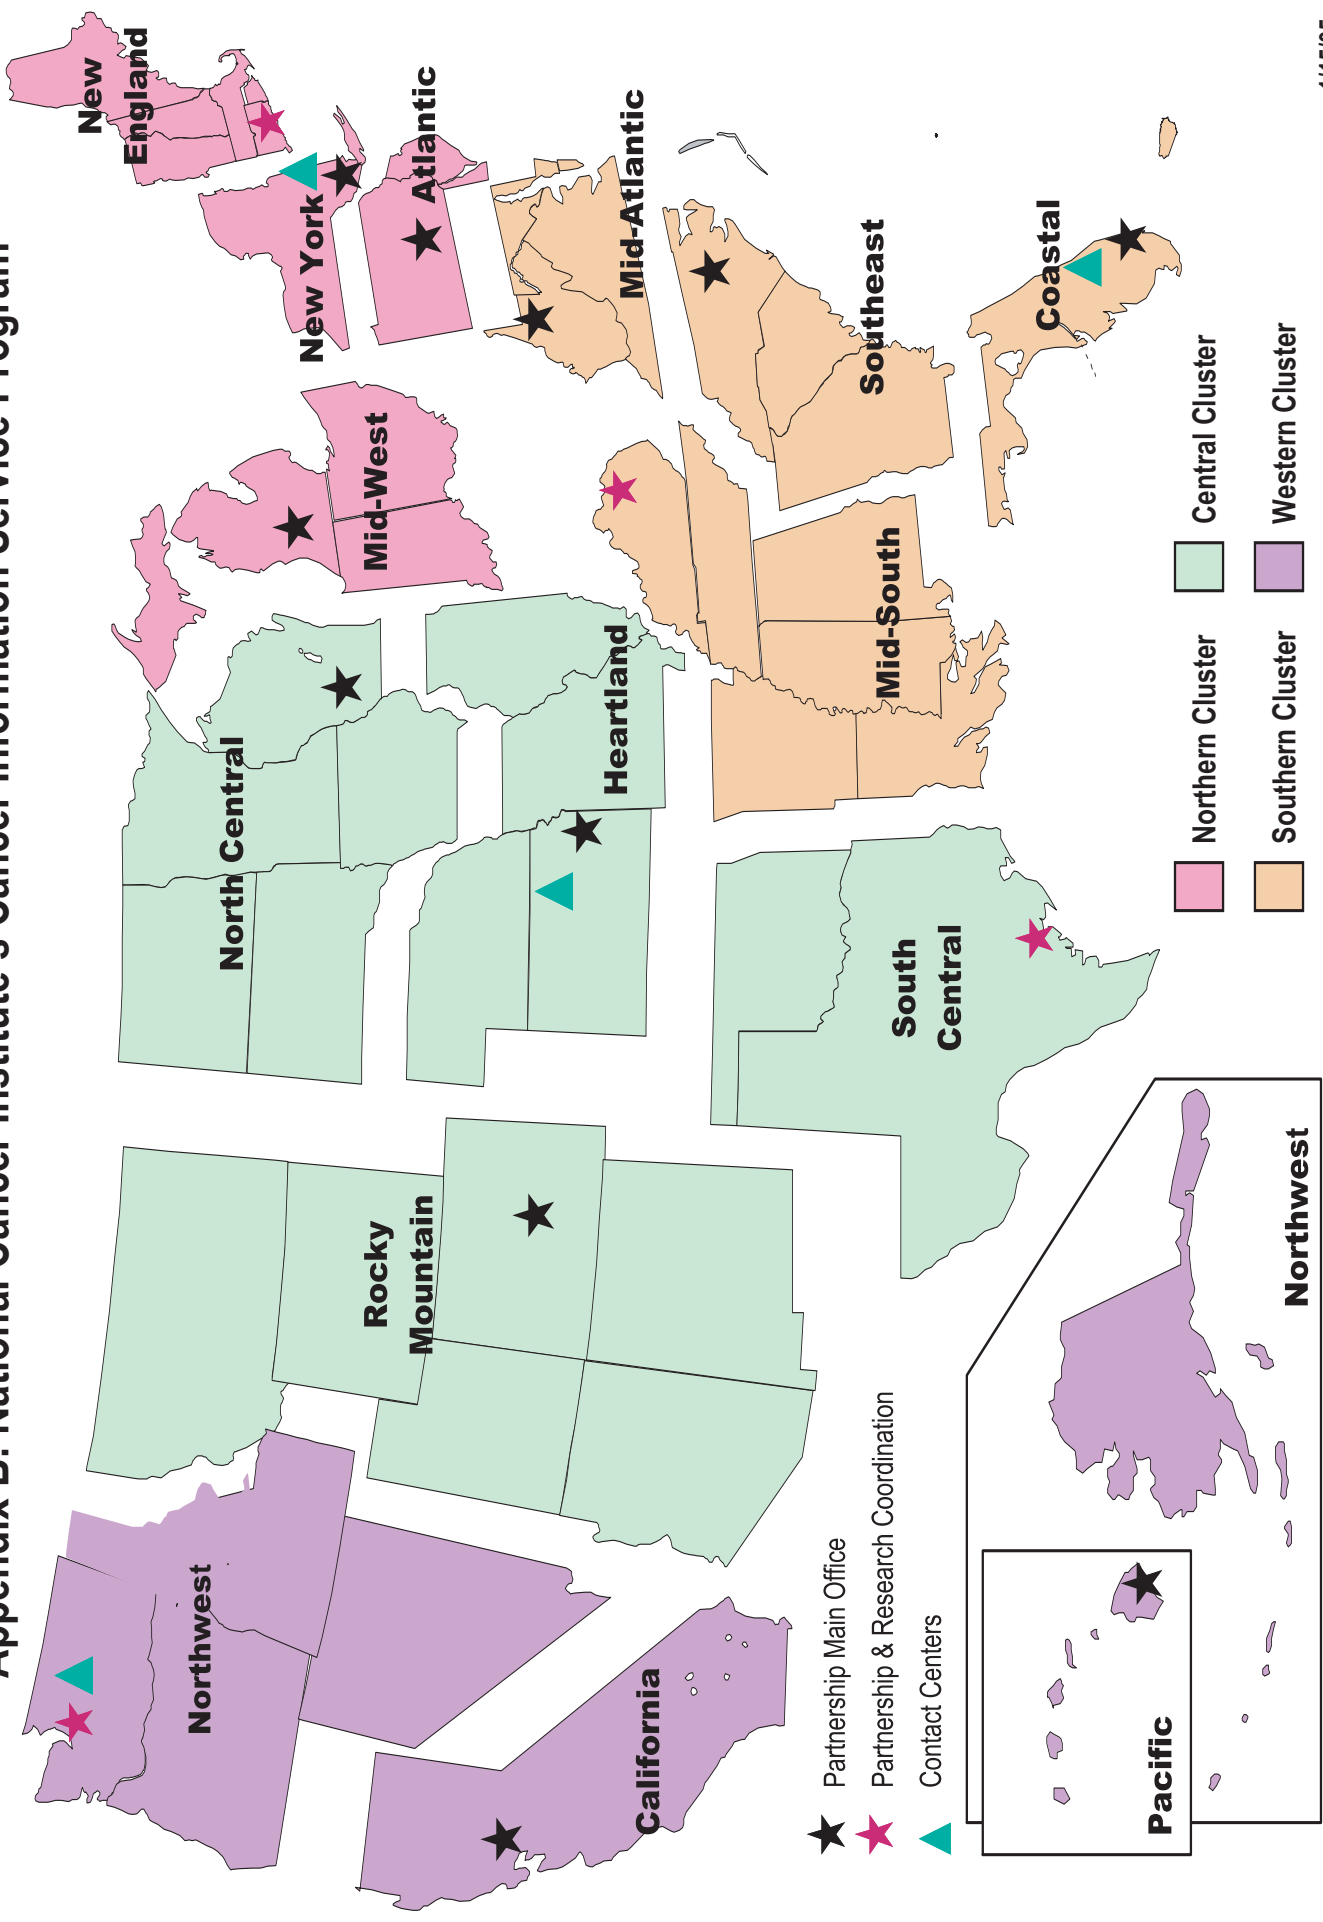 Appendix B: National Cancer Institute's Cancer Information Service Program
New
England
New York
Atlantic
Mid-West
Mid-Atlantic
North Central
Heartland
Southeast
Coastal
Mid-South
South
Central
Rocky
Mountain
Northwest
California
Partnership Main Office
Partnership & Research Coordination
Contact Centers
Northern Cluster
Central Cluster
Southern Cluster
Western Cluster
Pacific
Northwest